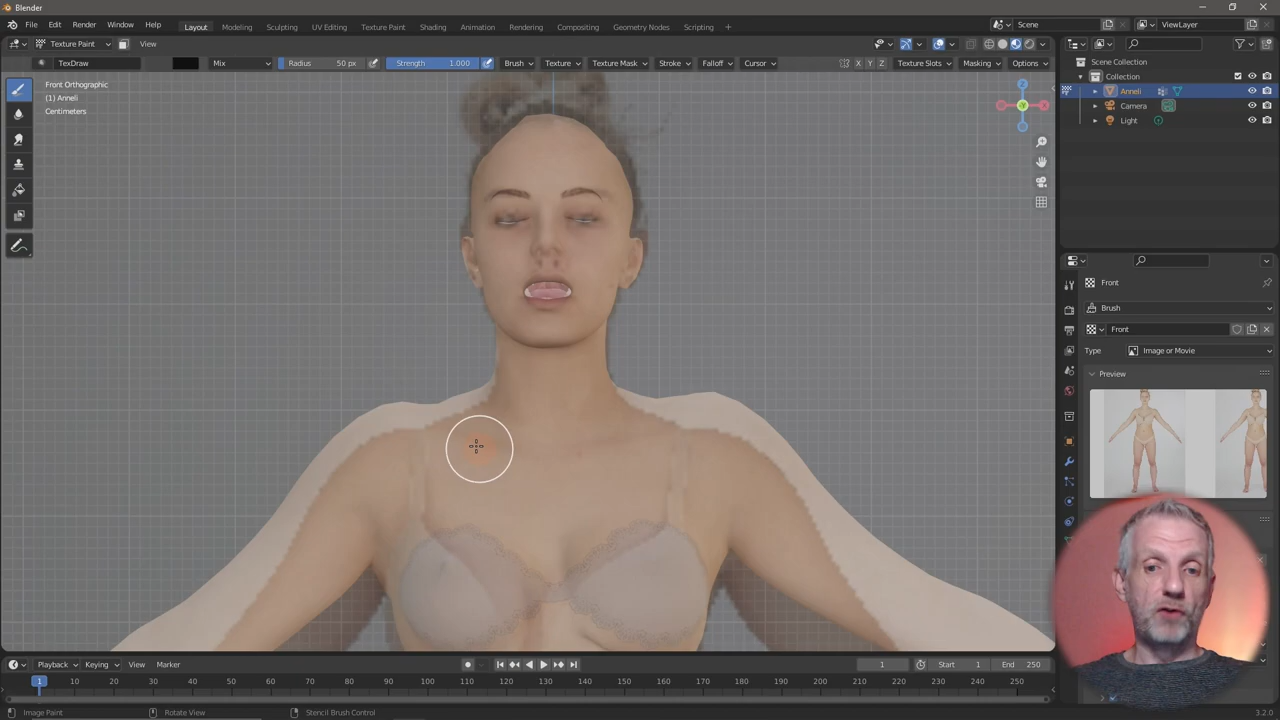 Blender
File Edit Render Window Help Layout Modeling Sculpting UV Editing Texture Paint Shading Animation Rendering Compositing Geometry Nodes Scripting + Scene ViewLayer
Texture Paint View
TexDraw Mix Radius 50 px Strength 1.000 Brush Texture Texture Mask Stroke Falloff Cursor X Y Z Texture Slots Masking Options
Front Orthographic
(1) Anneli
Centimeters
Z
X
Y
Scene Collection
Collection
Anneli
Camera
Light
Front
Brush
Front
Type Image or Movie
Preview
Playback Keying View Marker 1 Start 1 End 250
1 10 20 30 40 50 60 70 80 90 100 110 120 130 140 150 160 170 180 190 200 210 220 230 240 250
Image Paint Rotate View Stencil Brush Control 3.2.0